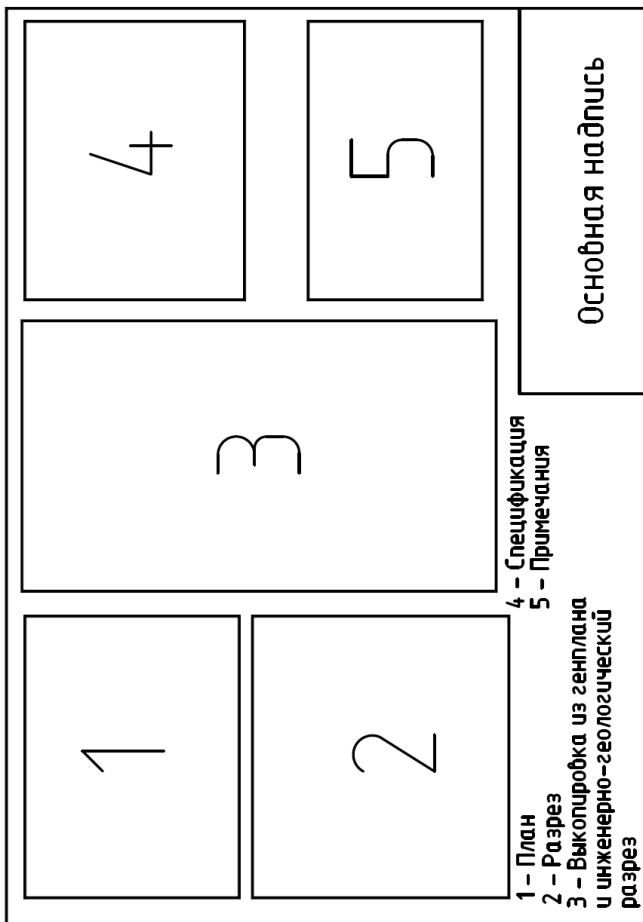 1
2
3
4
5
1 – План
2 – Разрез
3 – Выкопировка из генплана
и инженерно-геологический
разрез
4 – Спецификация
5 – Примечания
Основная надпись